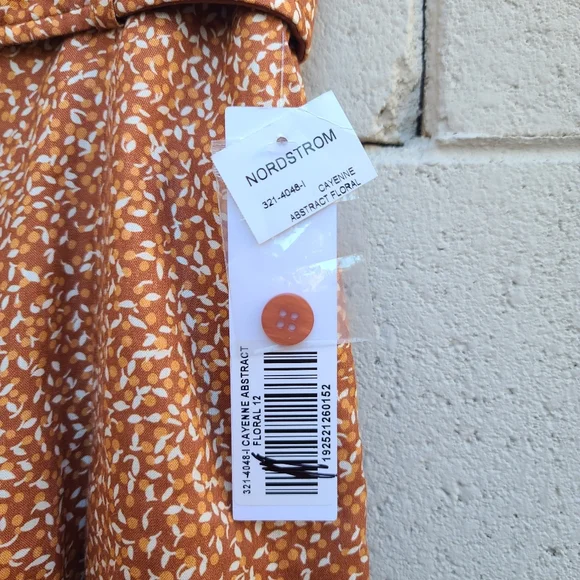 NORDSTROM
321-4048-I CAYENNE
ABSTRACT FLORAL
321-4048-I CAYENNE ABSTRACT
FLORAL 12
192521260152